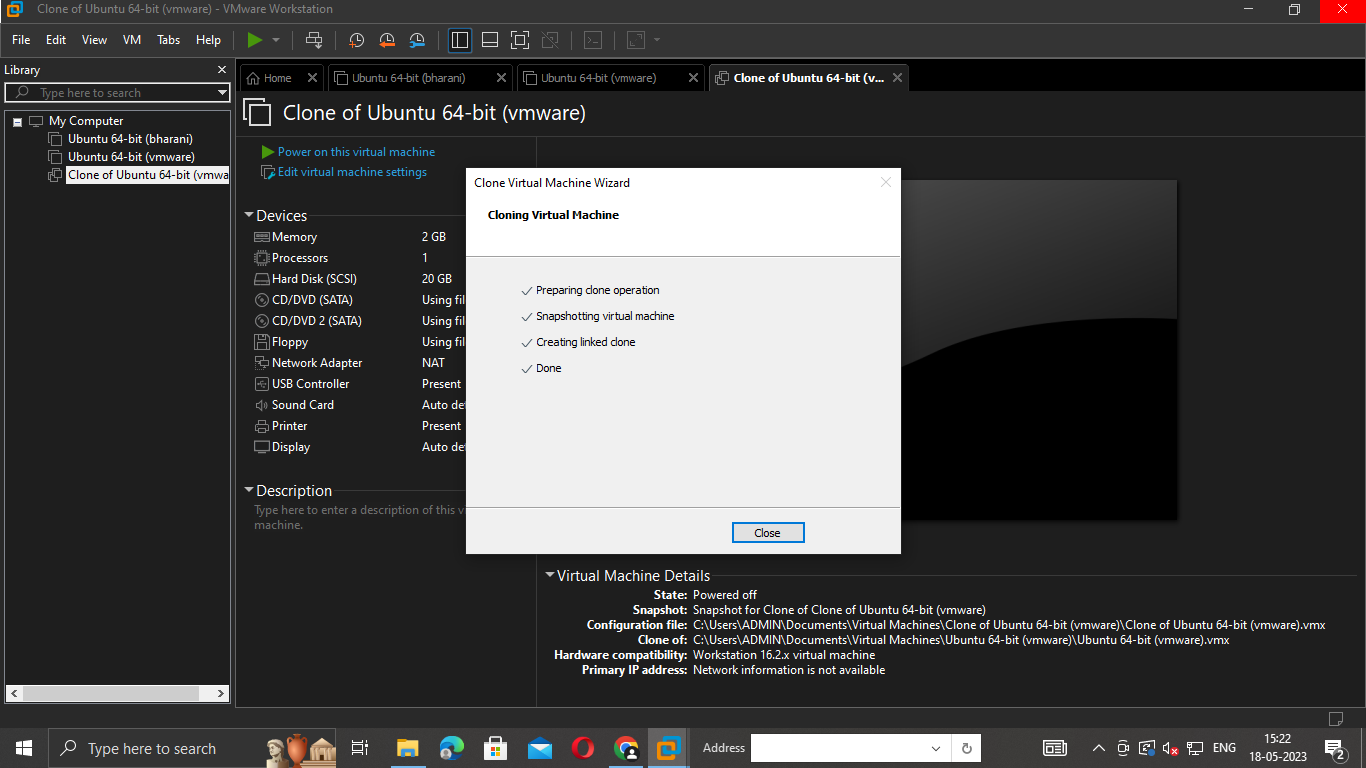 Clone of Ubuntu 64-bit (vmware) - VMware Workstation
File Edit View VM Tabs Help
Library
Type here to search
My Computer
Ubuntu 64-bit (bharani)
Ubuntu 64-bit (vmware)
Clone of Ubuntu 64-bit (vmwa
Home
Ubuntu 64-bit (bharani)
Ubuntu 64-bit (vmware)
Clone of Ubuntu 64-bit (v...
Clone of Ubuntu 64-bit (vmware)
Power on this virtual machine
Edit virtual machine settings
Devices
Memory 2 GB
Processors 1
Hard Disk (SCSI) 20 GB
CD/DVD (SATA) Using fil
CD/DVD 2 (SATA) Using fil
Floppy Using fil
Network Adapter NAT
USB Controller Present
Sound Card Auto det
Printer Present
Display Auto det
Description
Type here to enter a description of this v
machine.
Clone Virtual Machine Wizard
Cloning Virtual Machine
Preparing clone operation
Snapshotting virtual machine
Creating linked clone
Done
Close
Virtual Machine Details
State: Powered off
Snapshot: Snapshot for Clone of Clone of Ubuntu 64-bit (vmware)
Configuration file: C:\Users\ADMIN\Documents\Virtual Machines\Clone of Ubuntu 64-bit (vmware)\Clone of Ubuntu 64-bit (vmware).vmx
Clone of: C:\Users\ADMIN\Documents\Virtual Machines\Ubuntu 64-bit (vmware)\Ubuntu 64-bit (vmware).vmx
Hardware compatibility: Workstation 16.2.x virtual machine
Primary IP address: Network information is not available
Type here to search
Address
ENG
15:22
18-05-2023
2